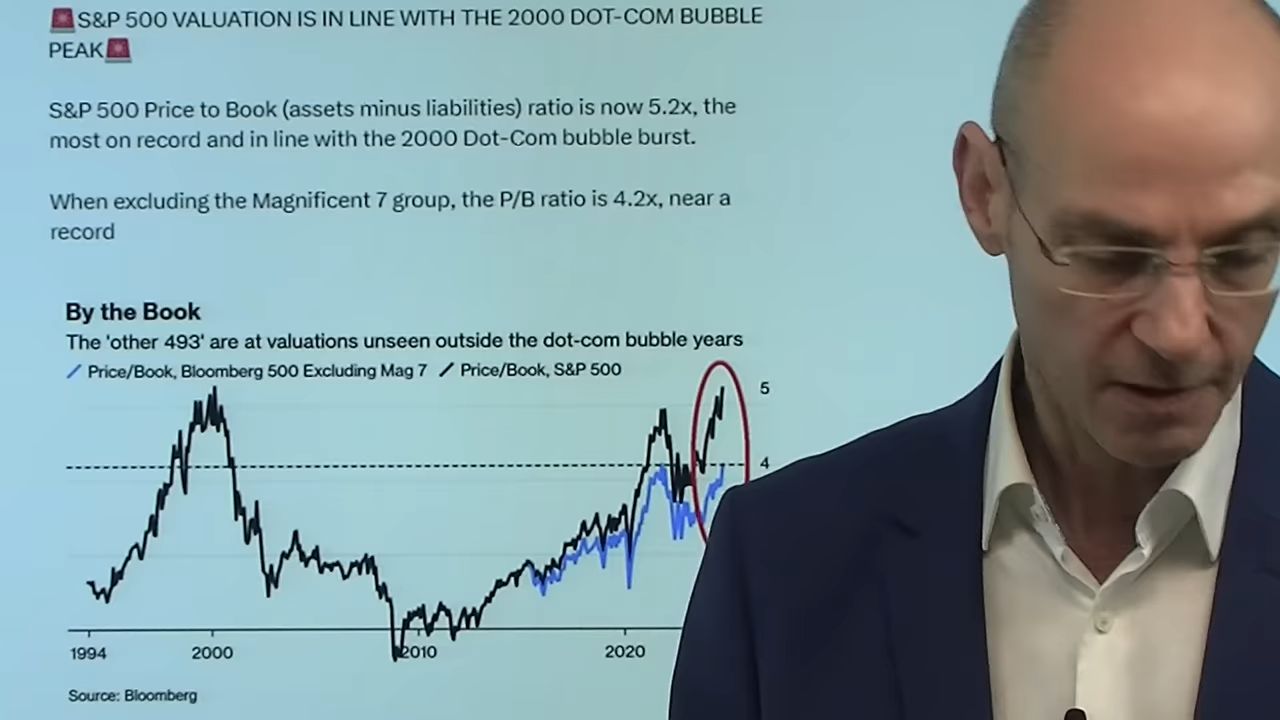 🚨S&P 500 VALUATION IS IN LINE WITH THE 2000 DOT-COM BUBBLE
PEAK🚨
S&P 500 Price to Book (assets minus liabilities) ratio is now 5.2x, the
most on record and in line with the 2000 Dot-Com bubble burst.
When excluding the Magnificent 7 group, the P/B ratio is 4.2x, near a
record
By the Book
The 'other 493' are at valuations unseen outside the dot-com bubble years
Price/Book, Bloomberg 500 Excluding Mag 7 Price/Book, S&P 500
5
4
1994 2000 2010 2020
Source: Bloomberg